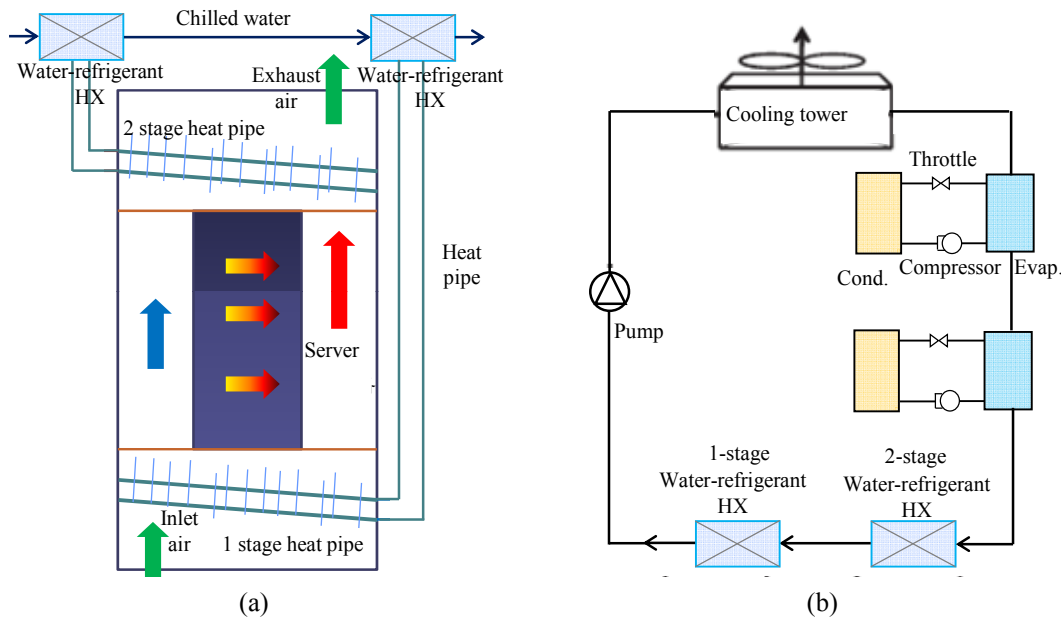 Chilled water
Water-refrigerant
HX
Water-refrigerant
HX
Exhaust
air
2 stage heat pipe
Heat
pipe
Server
Inlet
air
1 stage heat pipe
(a)
Cooling tower
Throttle
Cond.
Compressor
Evap.
Pump
1-stage
Water-refrigerant
HX
2-stage
Water-refrigerant
HX
(b)